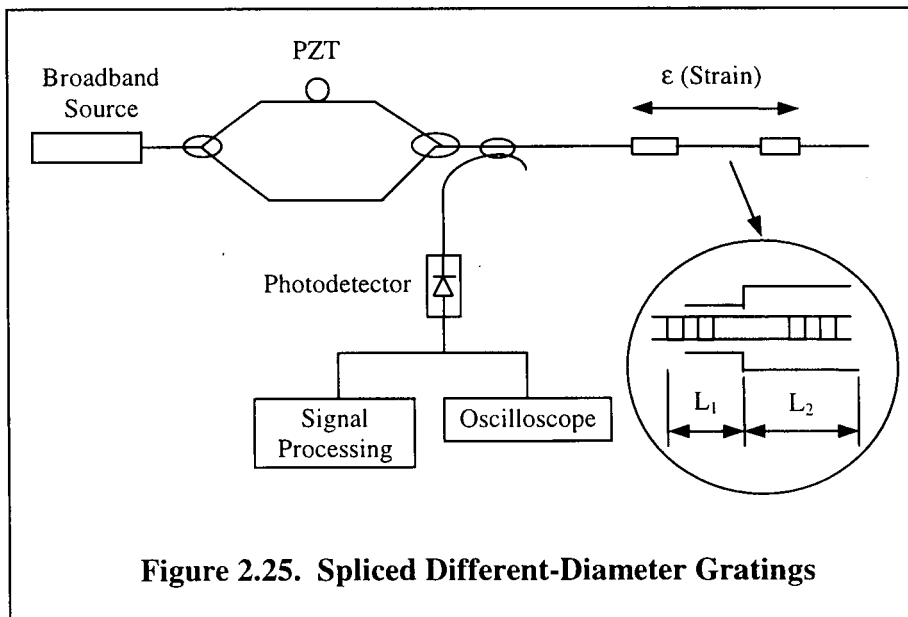 PZT
Broadband
Source
ε (Strain)
Photodetector
Signal
Processing
Oscilloscope
L₁
L₂
Figure 2.25. Spliced Different-Diameter Gratings